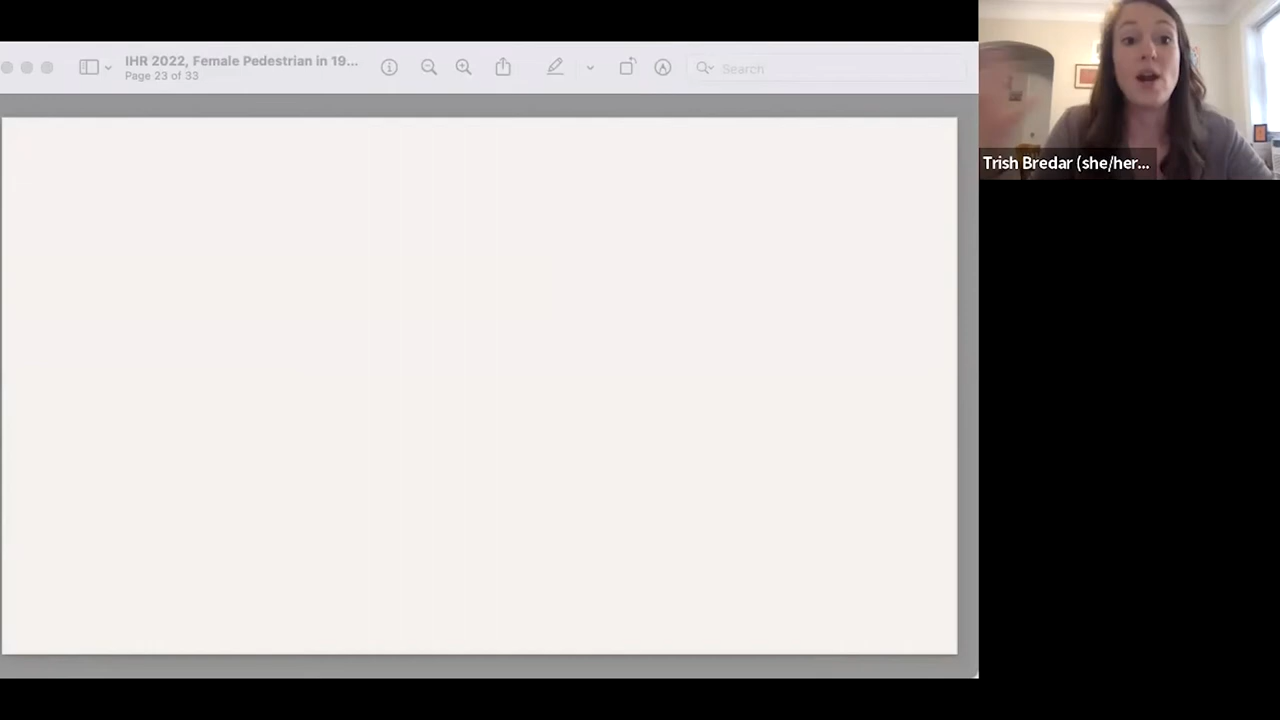 IHR 2022, Female Pedestrian in 19...
Page 23 of 33
Search
Trish Bredar (she/her...